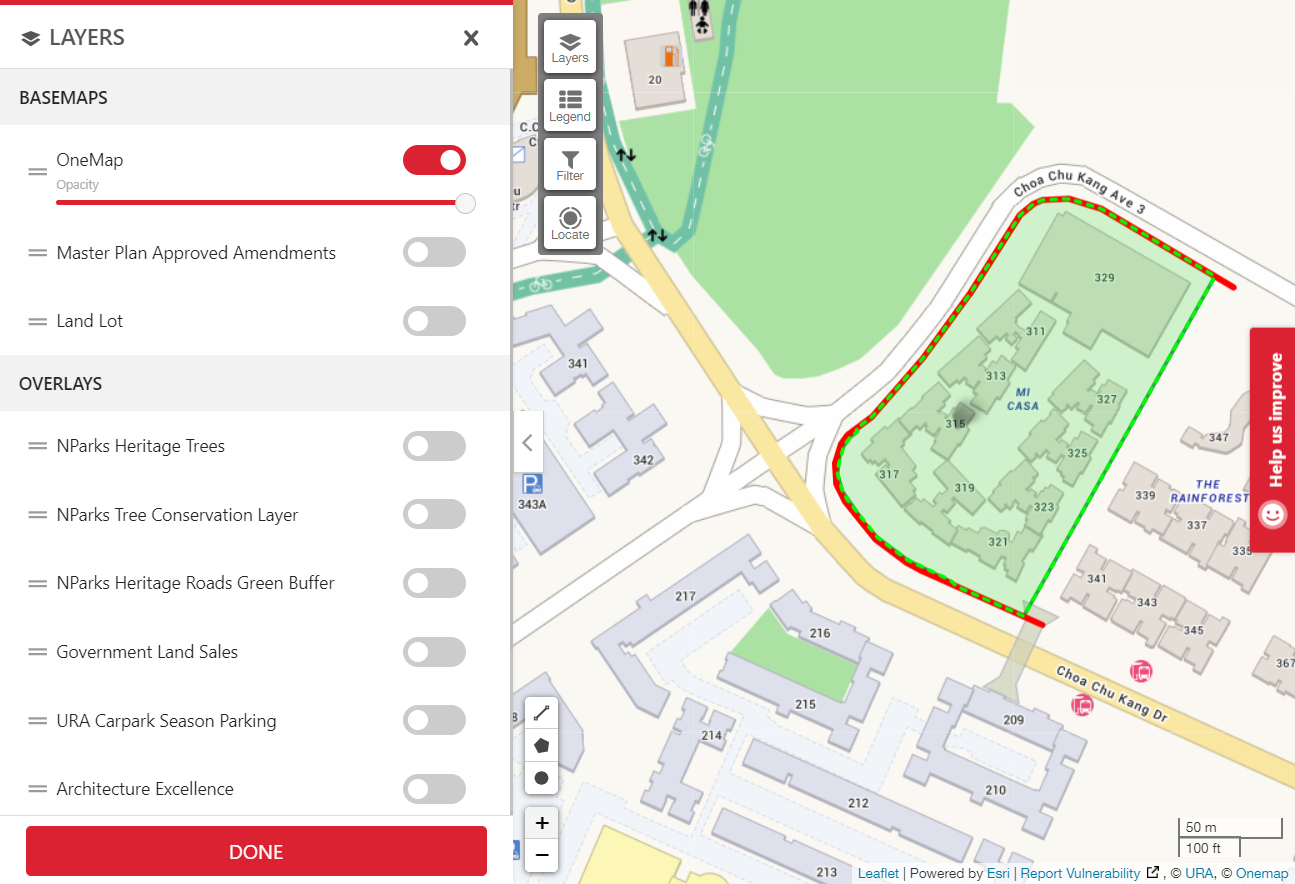 LAYERS
BASEMAPS
OneMap
Opacity
Master Plan Approved Amendments
Land Lot
OVERLAYS
NParks Heritage Trees
NParks Tree Conservation Layer
NParks Heritage Roads Green Buffer
Government Land Sales
URA Carpark Season Parking
Architecture Excellence
DONE
Layers
Legend
Filter
Locate
20
Choa Chu Kang Ave 3
329
311
313
MI
CASA
327
315
325
317
319
323
321
341
342
P
343A
347
THE
RAINFOREST
339
337
335
341
343
345
367
217
216
215
214
Choa Chu Kang Dr
209
210
212
213
Help us improve
+
−
50 m
100 ft
Leaflet | Powered by Esri | Report Vulnerability , © URA, © Onemap